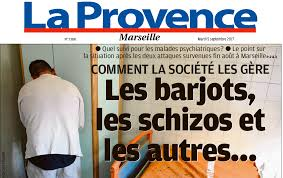 La Provence
Marseille
Mardi 5 septembre 2017
● Quel suivi pour les malades psychiatriques? ● Le point sur
la situation après les deux attaques survenues fin août à Marseille
COMMENT LA SOCIÉTÉ LES GÈRE
Les barjots,
les schizos et
les autres...